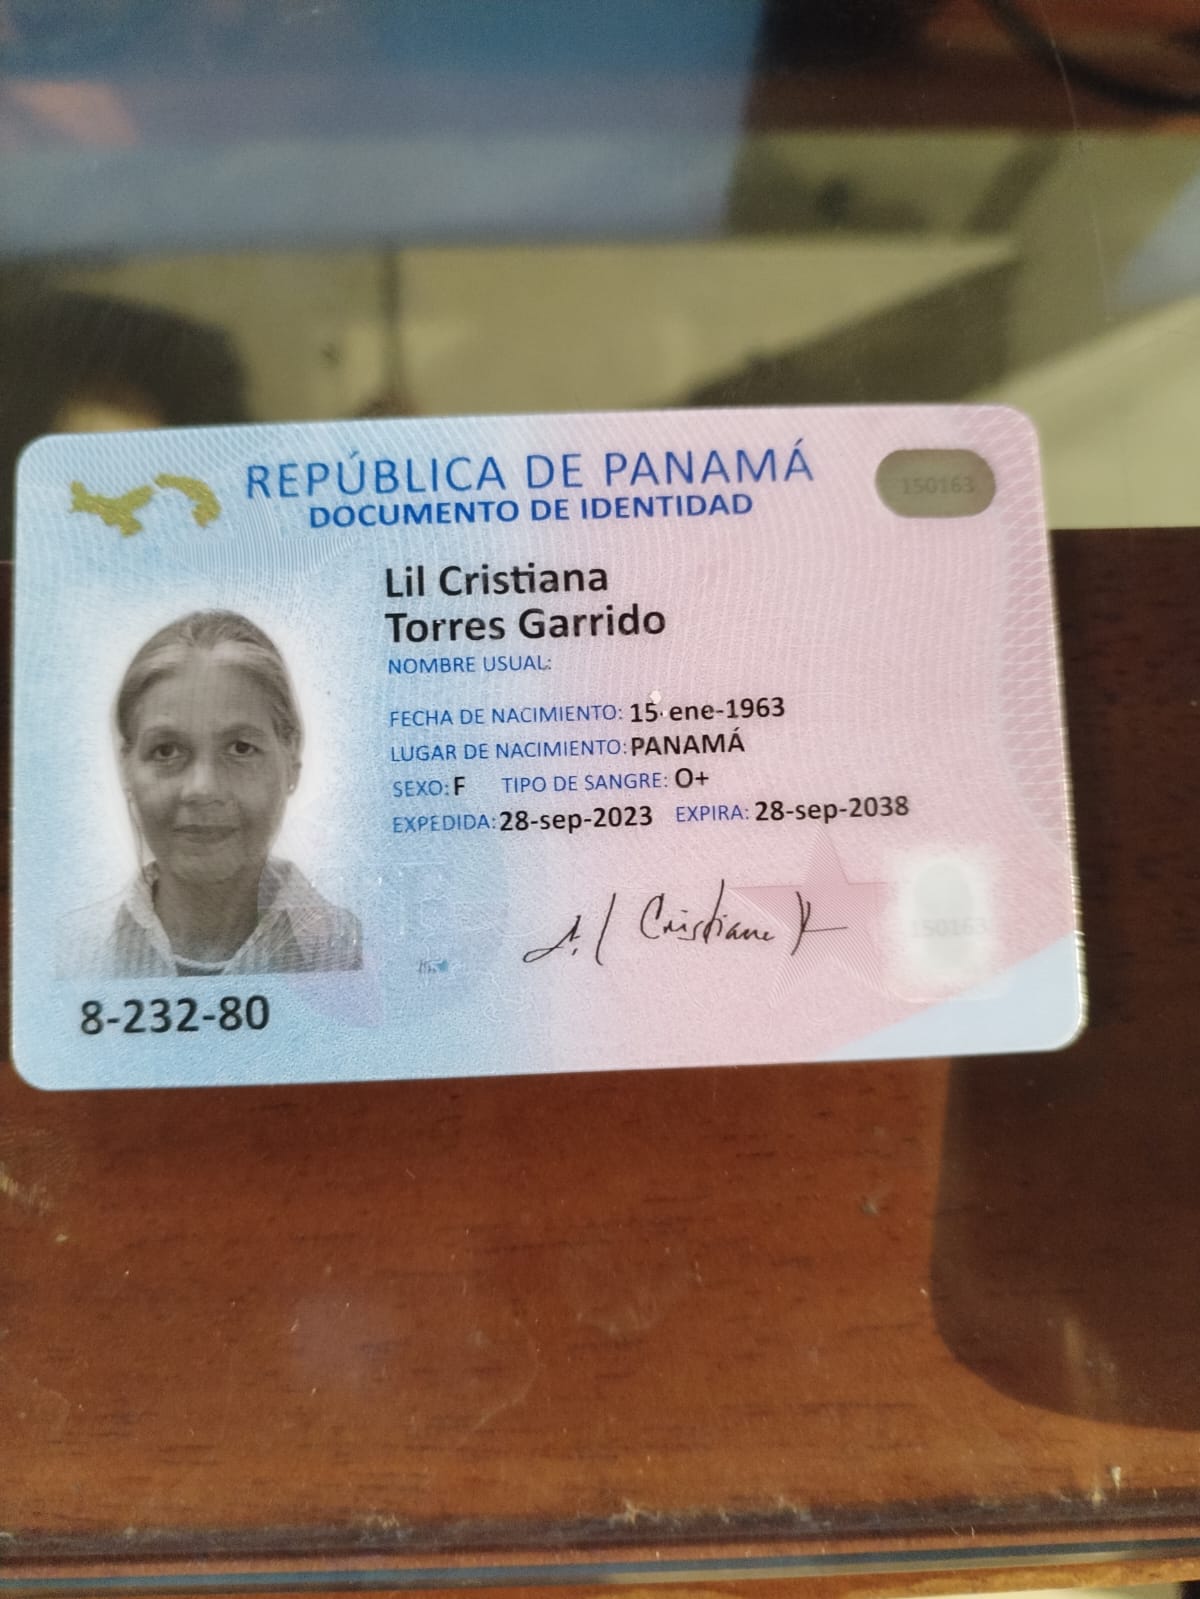 REPÚBLICA DE PANAMÁ
DOCUMENTO DE IDENTIDAD
150163
Lil Cristiana
Torres Garrido
NOMBRE USUAL:
FECHA DE NACIMIENTO: 15-ene-1963
LUGAR DE NACIMIENTO: PANAMÁ
SEXO: F TIPO DE SANGRE: O+
EXPEDIDA: 28-sep-2023 EXPIRA: 28-sep-2038
Cristiana
150163
8-232-80